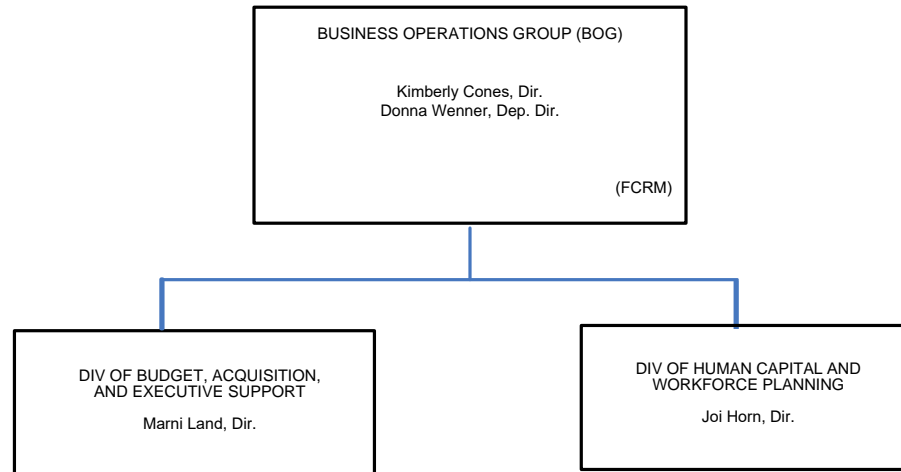 BUSINESS OPERATIONS GROUP (BOG)
Kimberly Cones, Dir.
Donna Wenner, Dep. Dir.
(FCRM)
DIV OF BUDGET, ACQUISITION,
AND EXECUTIVE SUPPORT
Marni Land, Dir.
DIV OF HUMAN CAPITAL AND
WORKFORCE PLANNING
Joi Horn, Dir.